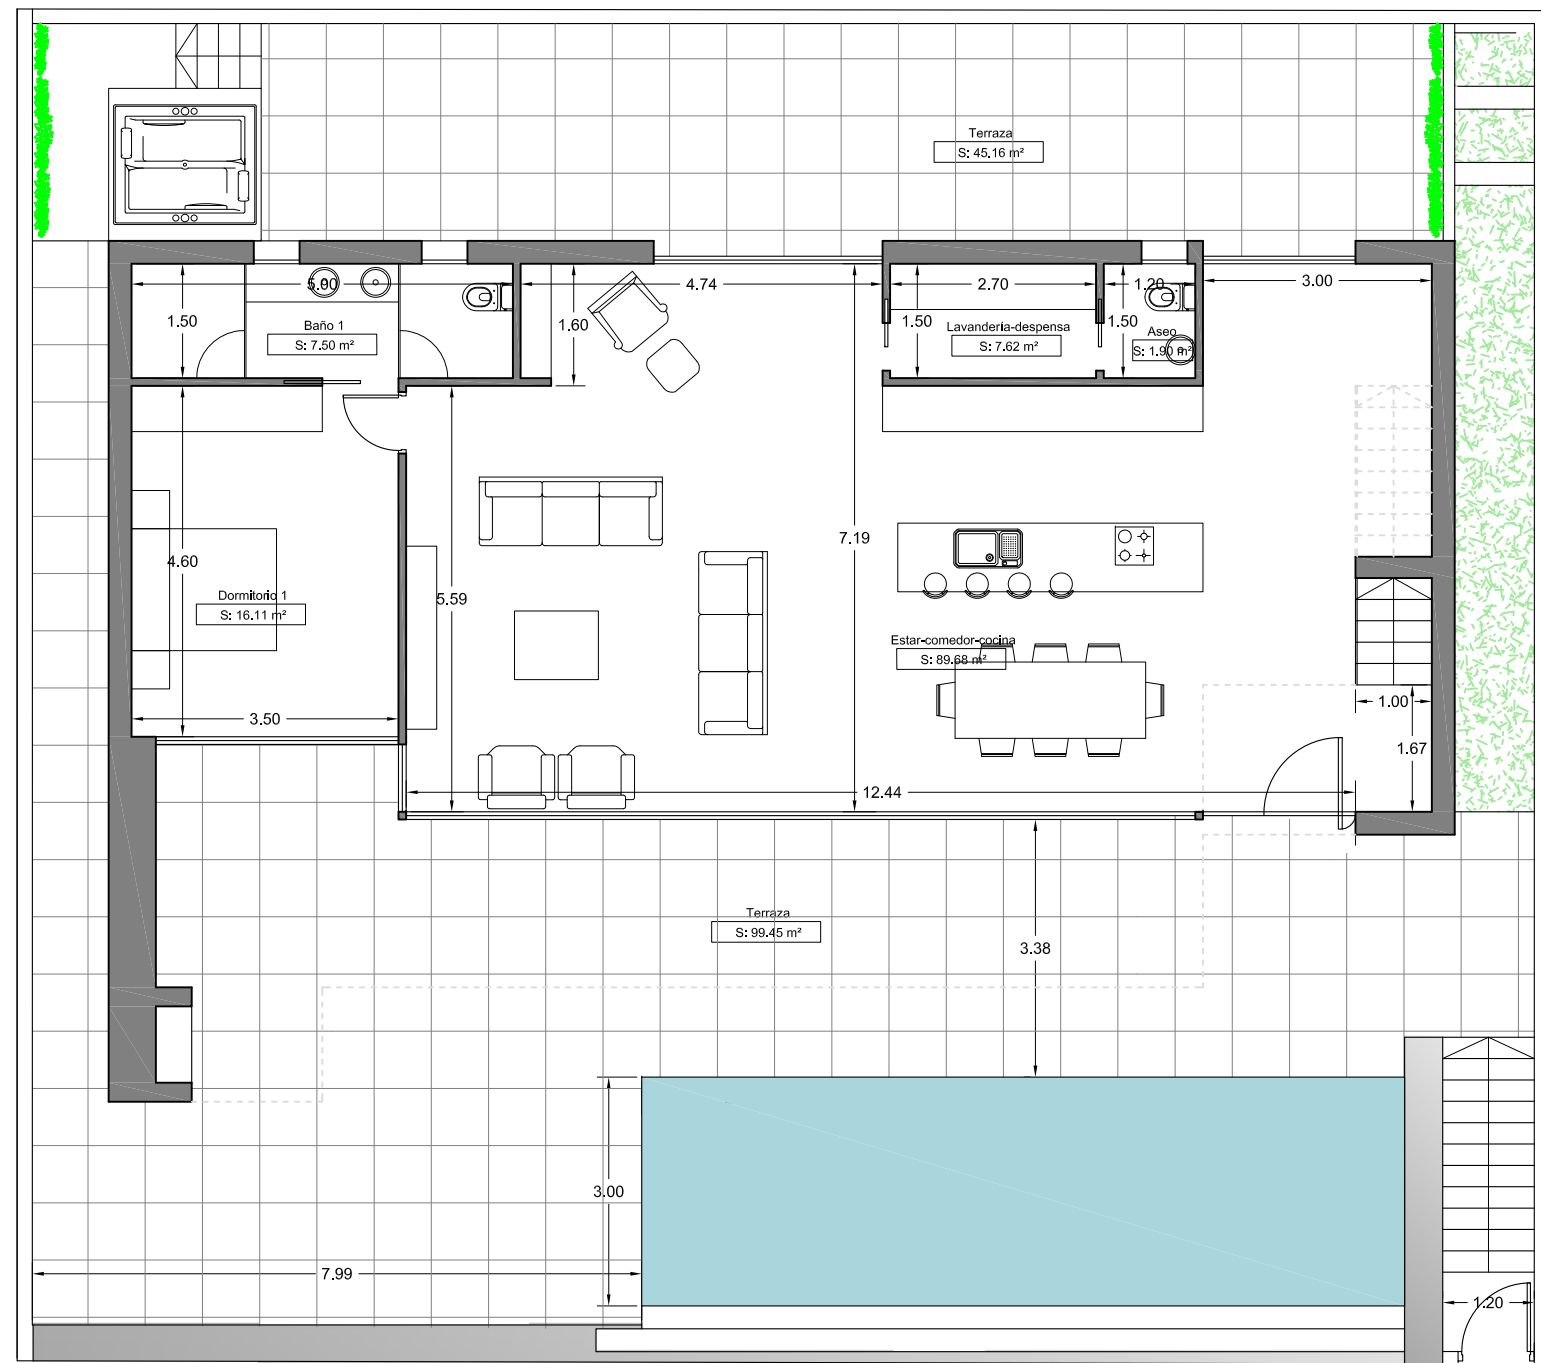 Terraza
S: 45.16 m²
5.00
4.74
2.70
1.20
3.00
1.50
Baño 1
S: 7.50 m²
1.60
1.50
Lavandería-despensa
S: 7.62 m²
1.50
Aseo
S: 1.90 m²
4.60
7.19
Dormitorio 1
S: 16.11 m²
5.59
Estar-comedor-cocina
S: 89.68 m²
3.50
1.00
1.67
12.44
Terraza
S: 99.45 m²
3.38
3.00
7.99
1.20